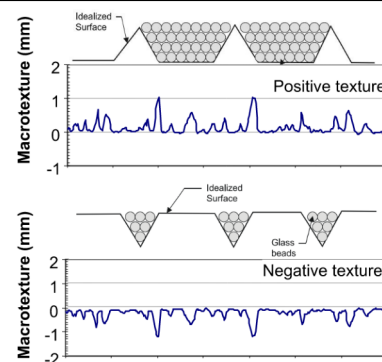 Idealized
Surface
Macrotexture (mm)
2
1
0
-1
Positive texture
Idealized
Surface
Glass
beads
Macrotexture (mm)
2
1
0
-1
-2
Negative texture